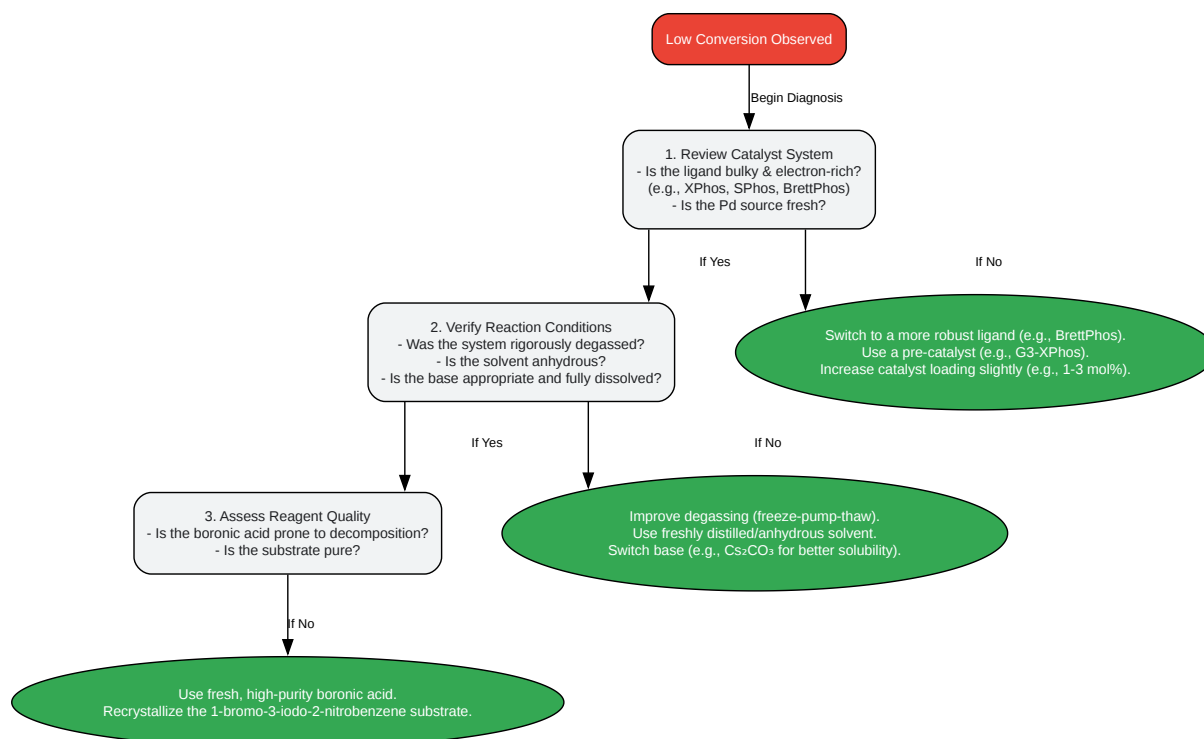 Low Conversion Observed
Begin Diagnosis
1. Review Catalyst System
- Is the ligand bulky & electron-rich?
(e.g., XPhos, SPhos, BrettPhos)
- Is the Pd source fresh?
If Yes
If No
Switch to a more robust ligand (e.g., BrettPhos).
Use a pre-catalyst (e.g., G3-XPhos).
Increase catalyst loading slightly (e.g., 1-3 mol%).
2. Verify Reaction Conditions
- Was the system rigorously degassed?
- Is the solvent anhydrous?
- Is the base appropriate and fully dissolved?
If Yes
If No
Improve degassing (freeze-pump-thaw).
Use freshly distilled/anhydrous solvent.
Switch base (e.g., Cs₂CO₃ for better solubility).
3. Assess Reagent Quality
- Is the boronic acid prone to decomposition?
- Is the substrate pure?
If No
Use fresh, high-purity boronic acid.
Recrystallize the 1-bromo-3-iodo-2-nitrobenzene substrate.